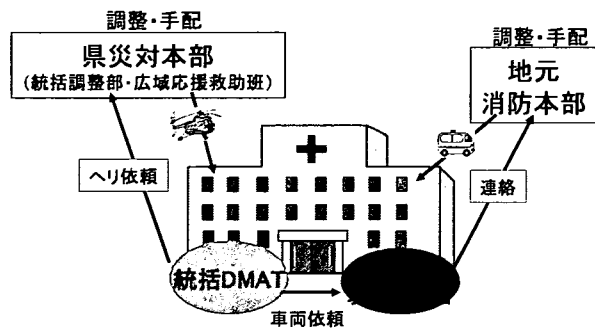 調整・手配
県災対本部
(統括調整部・広域応援救助班)
調整・手配
地元
消防本部
ヘリ依頼
連絡
統括DMAT
車両依頼